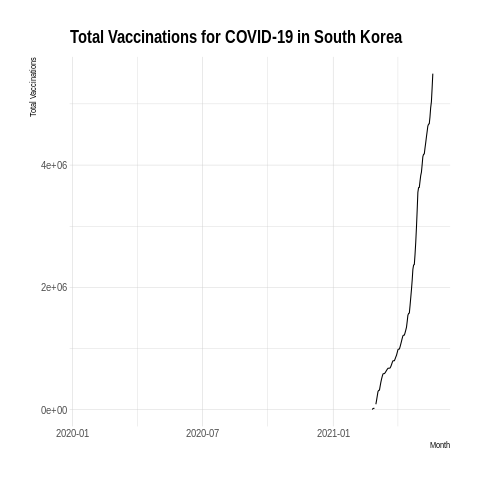 Total Vaccinations for COVID-19 in South Korea
Total Vaccinations
4e+06
2e+06
0e+00
2020-01
2020-07
2021-01
Month